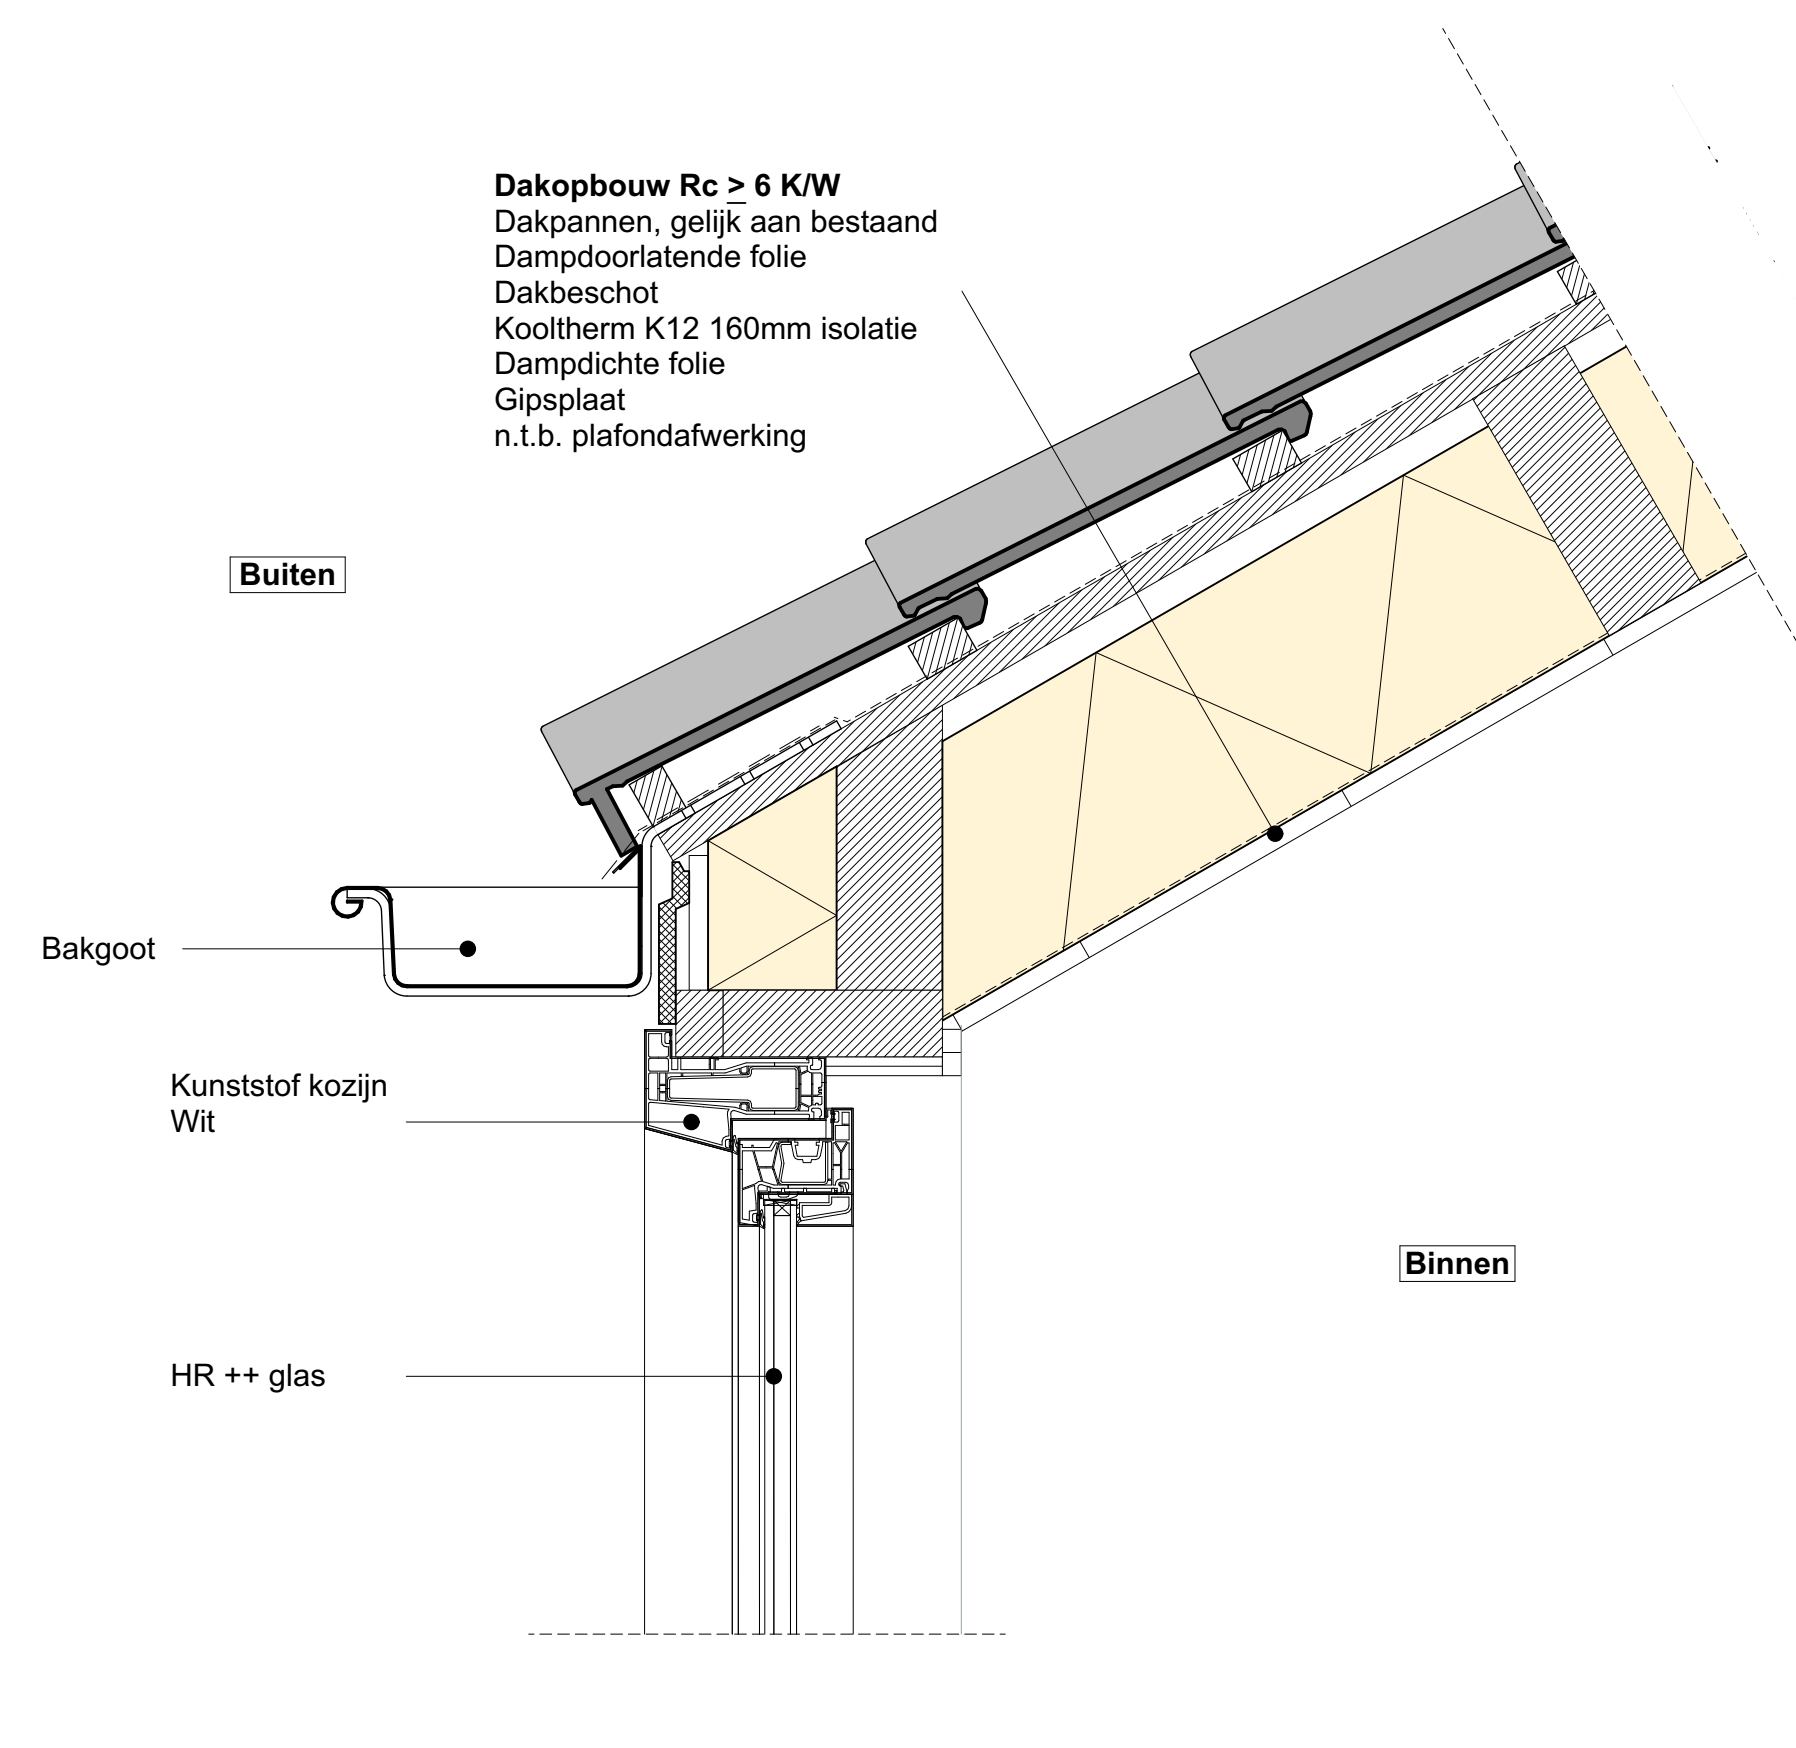 Dakopbouw Rc ≥ 6 K/W
Dakpannen, gelijk aan bestaand
Dampdoorlatende folie
Dakbeschot
Kooltherm K12 160mm isolatie
Dampdichte folie
Gipsplaat
n.t.b. plafondafwerking
Buiten
Bakgoot
Kunststof kozijn
Wit
Binnen
HR ++ glas